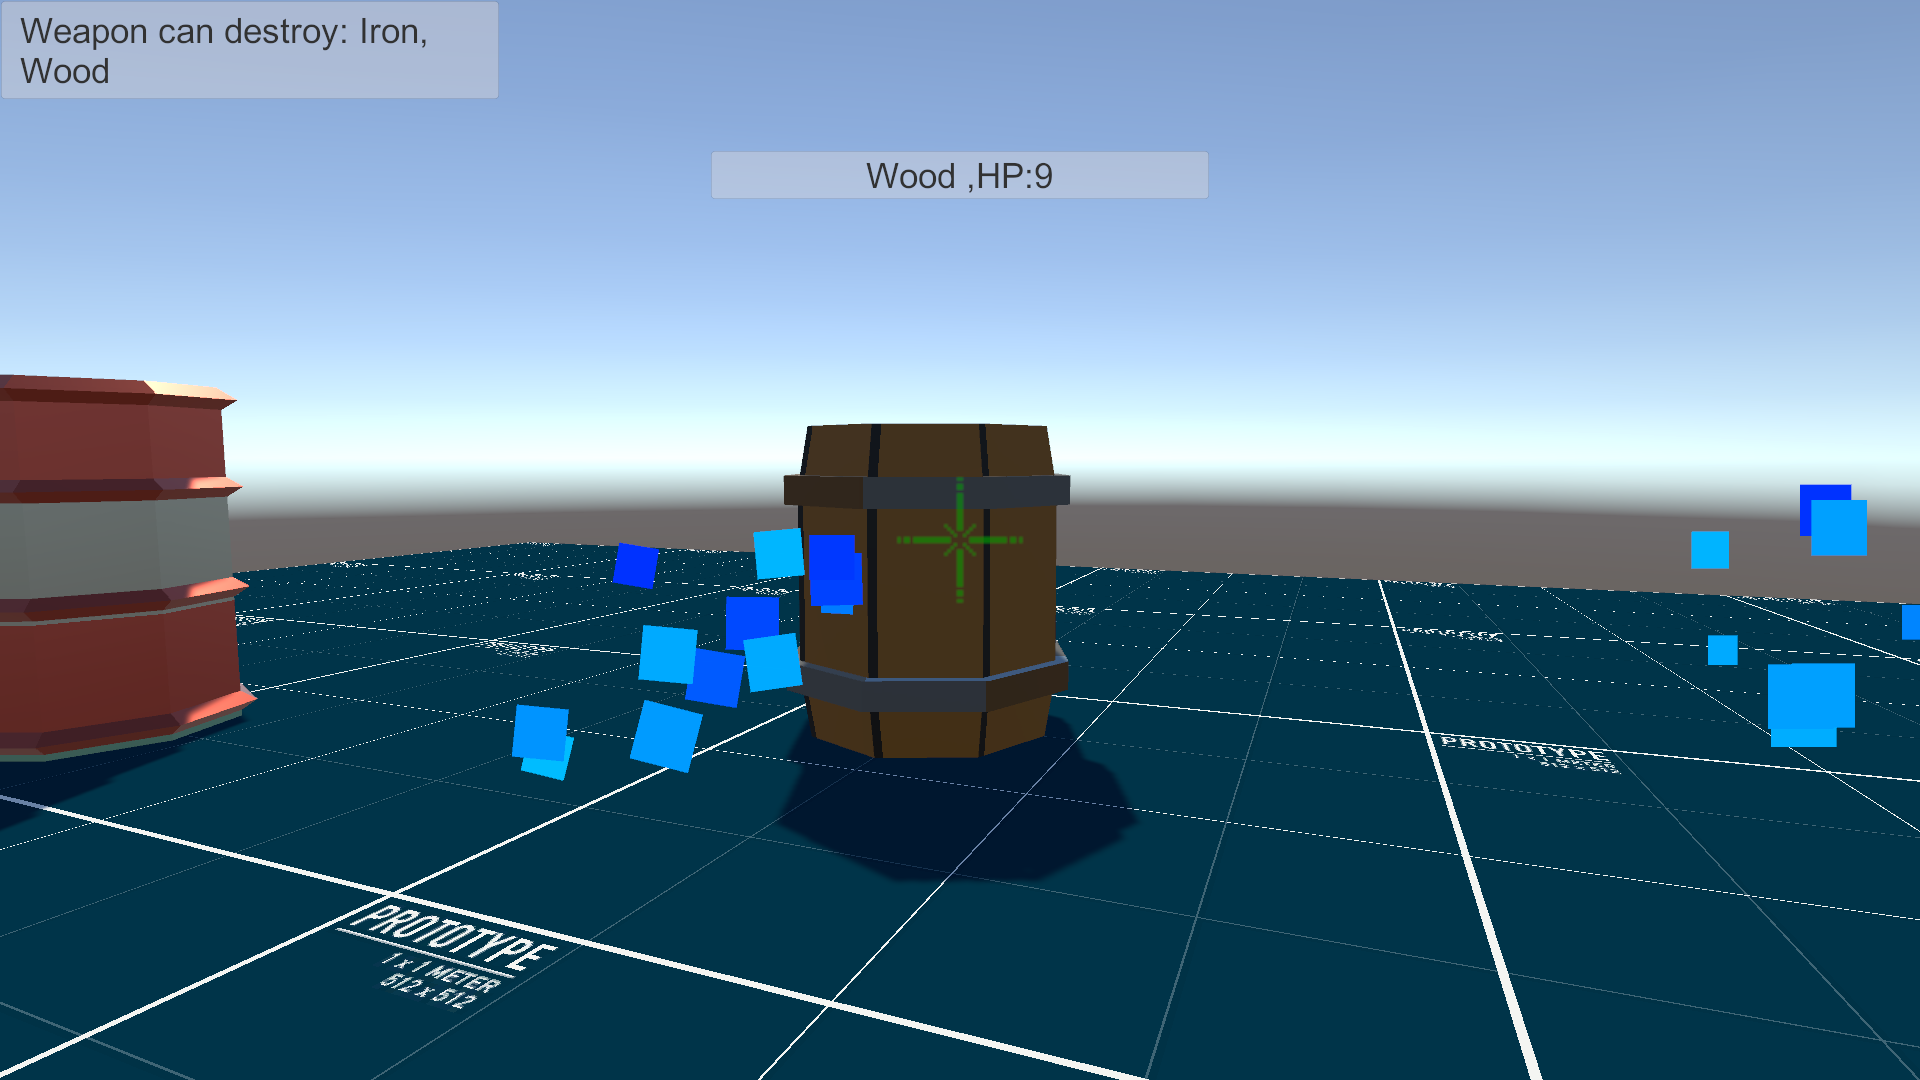 Weapon can destroy: Iron,
Wood
Wood ,HP:9
PROTOTYPE
PROTOTYPE
1 x 1 METER
512 x 512